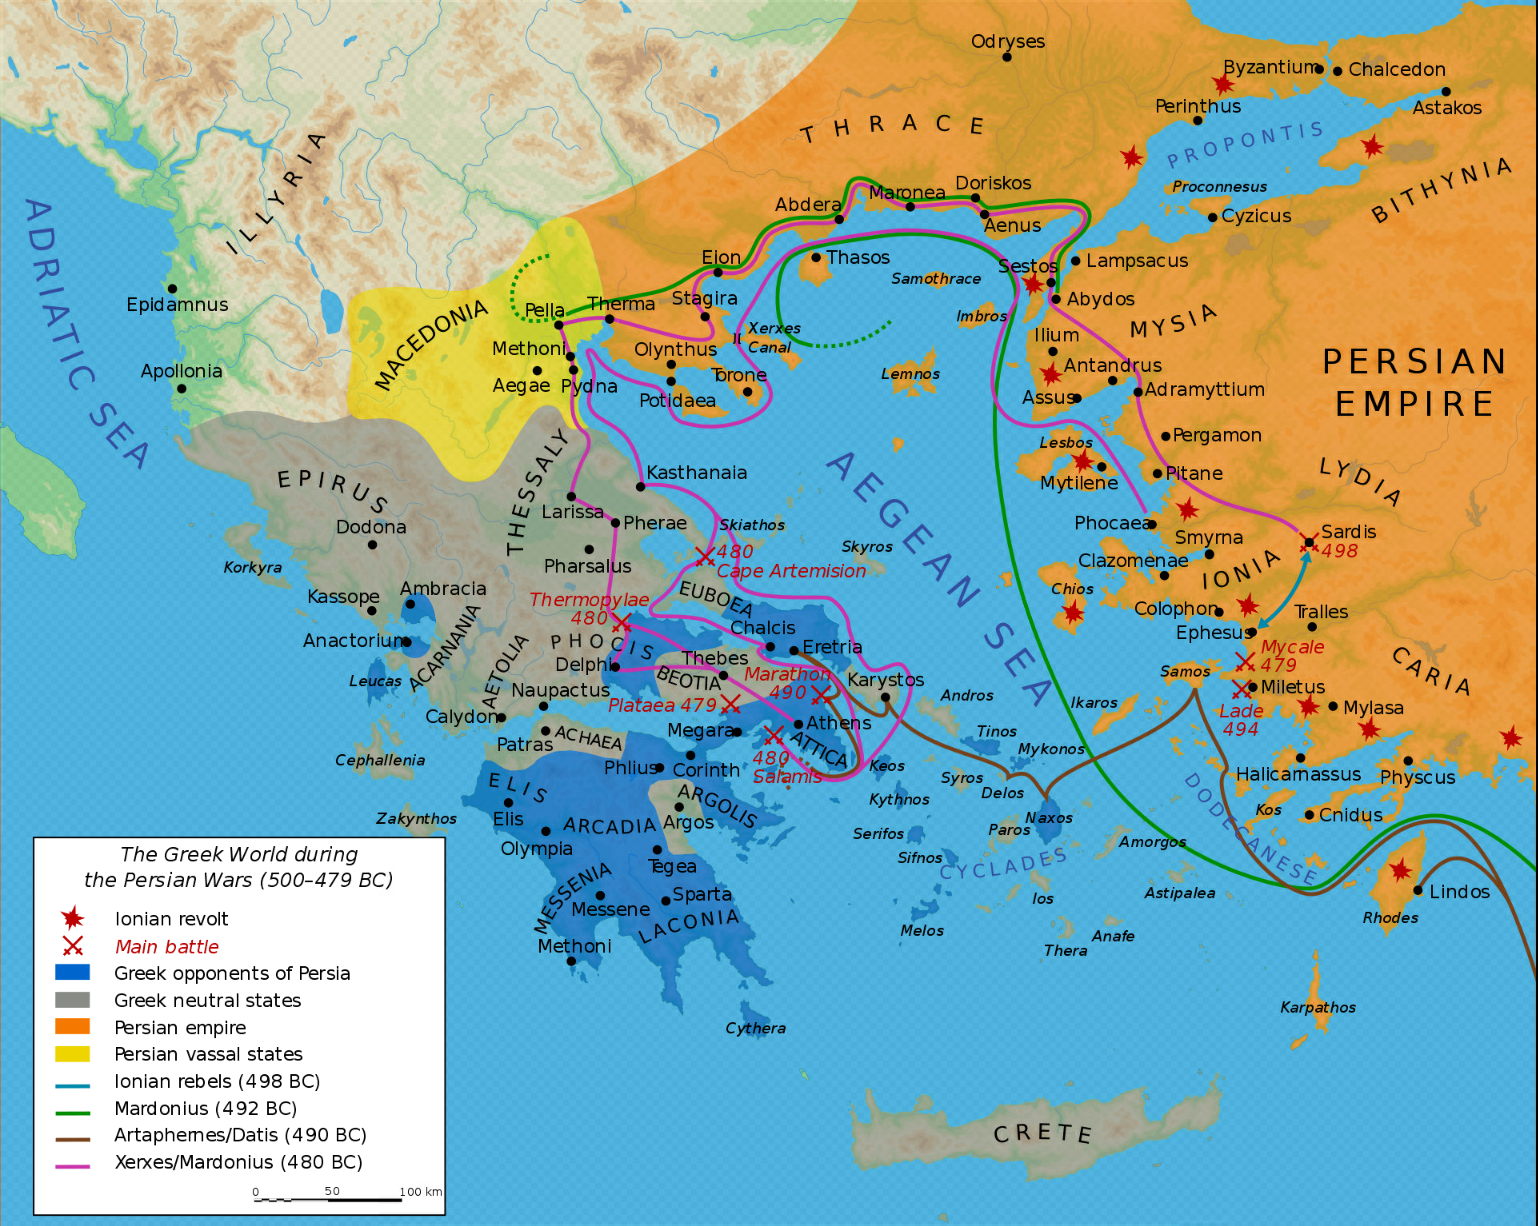 Odryses
Byzantium
Chalcedon
Astakos
Perinthus
THRACE
PROPONTIS
BITHYNIA
Proconnesus
Cyzicus
ADRIATIC SEA
ILLYRIA
Abdera
Maronea
Doriskos
Aenus
Eion
Thasos
Samothrace
Sestos
Lampsacus
Abydos
Imbros
Epidamnus
MACEDONIA
Pella
Therma
Stagira
Xerxes
Canal
MYSIA
Ilium
PERSIAN
EMPIRE
Apollonia
Methoni
Aegae
Pydna
Olynthus
Potidaea
Torone
Lemnos
Antandrus
Assus
Adramyttium
Lesbos
Mytilene
Pergamon
Pitane
LYDIA
AEGEAN SEA
EPIRUS
Dodona
THESSALY
Kasthanaia
Larissa
Pherae
Pharsalus
Skiathos
Skyros
480
Cape Artemision
Phocaea
Smyrna
Clazomenae
IONIA
Sardis
498
Korkyra
Kassope
Ambracia
Anactorium
Leucas
ACARNANIA
AETOLIA
Thermopylae
480
PHOCIS
EUBOEA
Chalcis
Eretria
Delphi
Thebes
BEOTIA
Marathon
490
Karystos
Chios
Colophon
Ephesus
Tralles
Mycale
479
Samos
Miletus
Lade
494
Mylasa
CARIA
Ikaros
Naupactus
Calydon
Patras
ACHAEA
Plataea 479
Megara
Athens
ATTICA
480
Salamis
Andros
Tinos
Mykonos
Keos
Syros
Delos
Cephallenia
Zakynthos
ELIS
Elis
Phlius
Corinth
ARGOLIS
Argos
ARCADIA
Olympia
Tegea
Kythnos
Serifos
Sifnos
Paros
Naxos
CYCLADES
Amorgos
Astipalea
Ios
Halicarnassus
Physcus
Kos
Cnidus
DODECANESE
Lindos
Rhodes
MESSENIA
Messene
Sparta
LACONIA
Methoni
Melos
Thera
Anafe
Cythera
Karpathos
CRETE
The Greek World during
the Persian Wars (500–479 BC)
Ionian revolt
Main battle
Greek opponents of Persia
Greek neutral states
Persian empire
Persian vassal states
Ionian rebels (498 BC)
Mardonius (492 BC)
Artaphernes/Datis (490 BC)
Xerxes/Mardonius (480 BC)
0 50 100 km